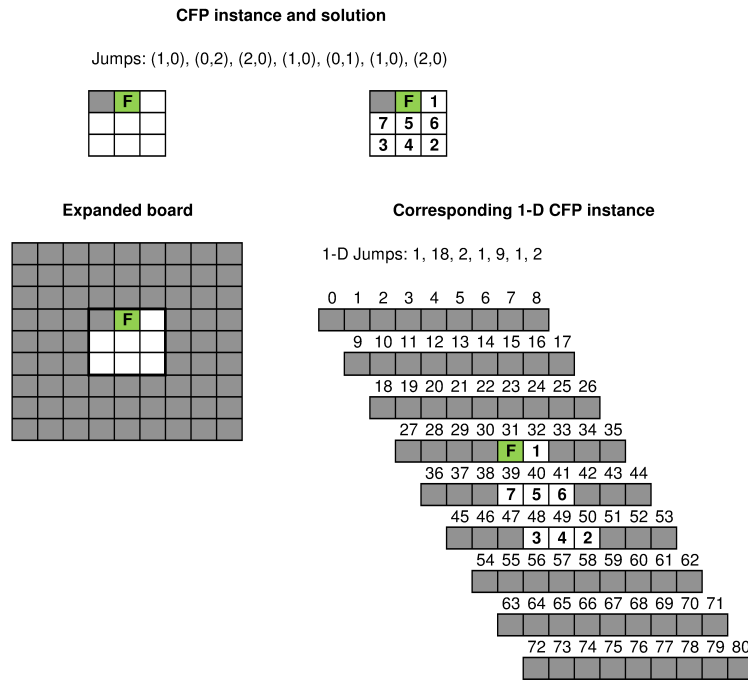 CFP instance and solution
Jumps: (1,0), (0,2), (2,0), (1,0), (0,1), (1,0), (2,0)
F
F 1
7 5 6
3 4 2
Expanded board
Corresponding 1-D CFP instance
F
1-D Jumps: 1, 18, 2, 1, 9, 1, 2
0 1 2 3 4 5 6 7 8
9 10 11 12 13 14 15 16 17
18 19 20 21 22 23 24 25 26
27 28 29 30 31 32 33 34 35
F 1
36 37 38 39 40 41 42 43 44
7 5 6
45 46 47 48 49 50 51 52 53
3 4 2
54 55 56 57 58 59 60 61 62
63 64 65 66 67 68 69 70 71
72 73 74 75 76 77 78 79 80